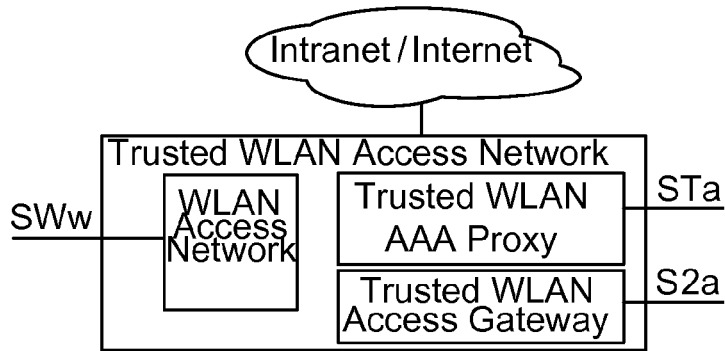 Intranet / Internet
Trusted WLAN Access Network
SWw
WLAN
Access
Network
Trusted WLAN
AAA Proxy
STa
Trusted WLAN
Access Gateway
S2a